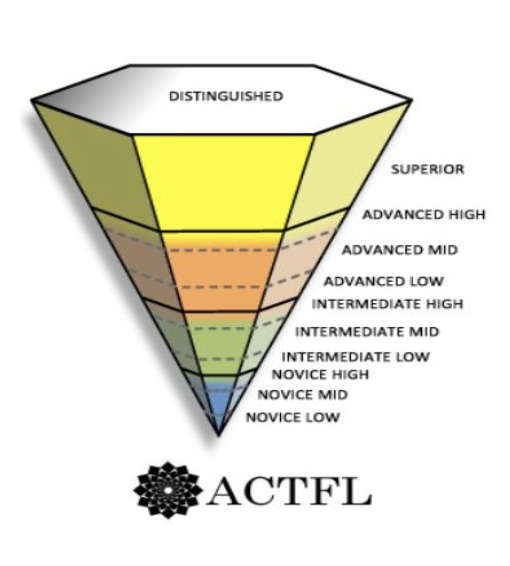 DISTINGUISHED
SUPERIOR
ADVANCED HIGH
ADVANCED MID
ADVANCED LOW
INTERMEDIATE HIGH
INTERMEDIATE MID
INTERMEDIATE LOW
NOVICE HIGH
NOVICE MID
NOVICE LOW
ACTFL